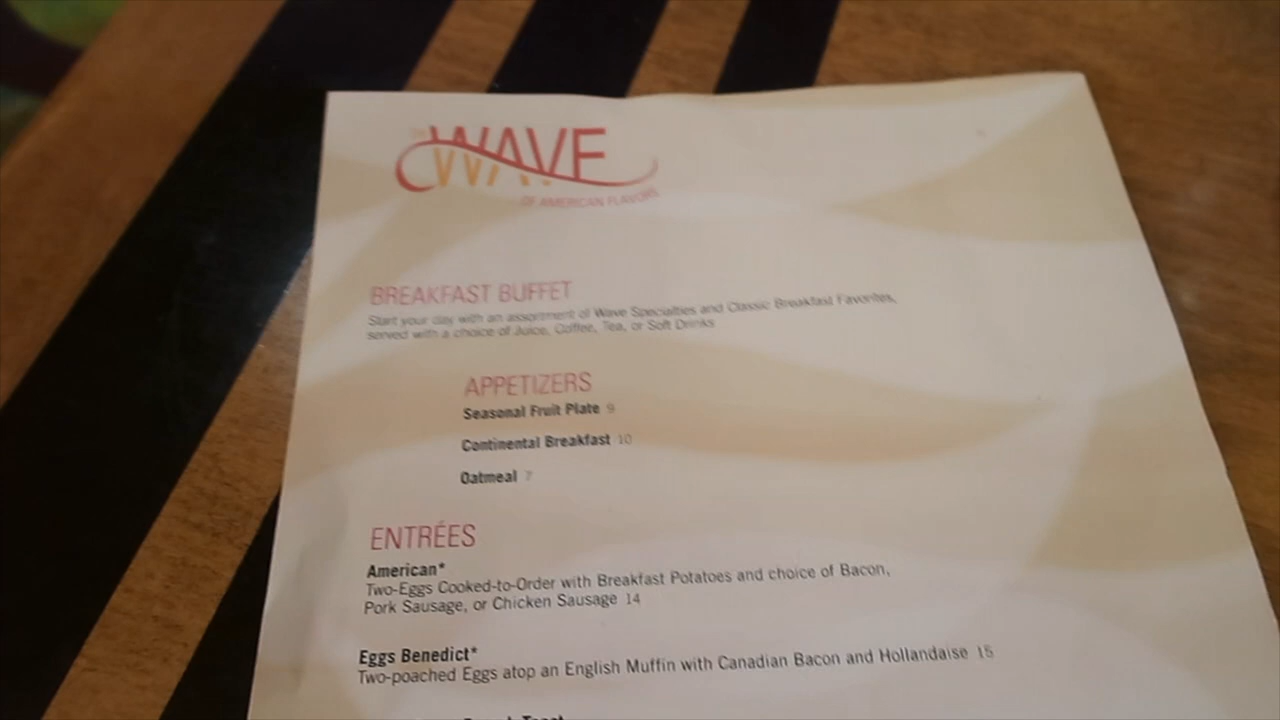 WAVE
OF AMERICAN FLAVORS
BREAKFAST BUFFET
Start your day with an assortment of Wave Specialties and Classic Breakfast Favorites,
served with a choice of Juice, Coffee, Tea, or Soft Drinks
APPETIZERS
Seasonal Fruit Plate 9
Continental Breakfast 10
Oatmeal 7
ENTRÉES
American*
Two-Eggs Cooked-to-Order with Breakfast Potatoes and choice of Bacon,
Pork Sausage, or Chicken Sausage 14
Eggs Benedict*
Two-poached Eggs atop an English Muffin with Canadian Bacon and Hollandaise 15